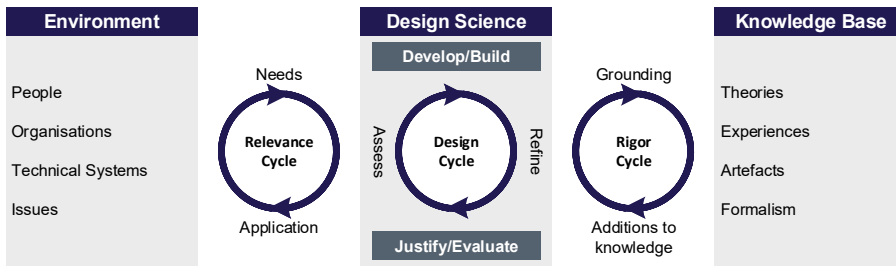 Environment
People
Organisations
Technical Systems
Issues
Needs
Relevance
Cycle
Application
Design Science
Develop/Build
Assess
Design
Cycle
Refine
Justify/Evaluate
Grounding
Rigor
Cycle
Additions to
knowledge
Knowledge Base
Theories
Experiences
Artefacts
Formalism